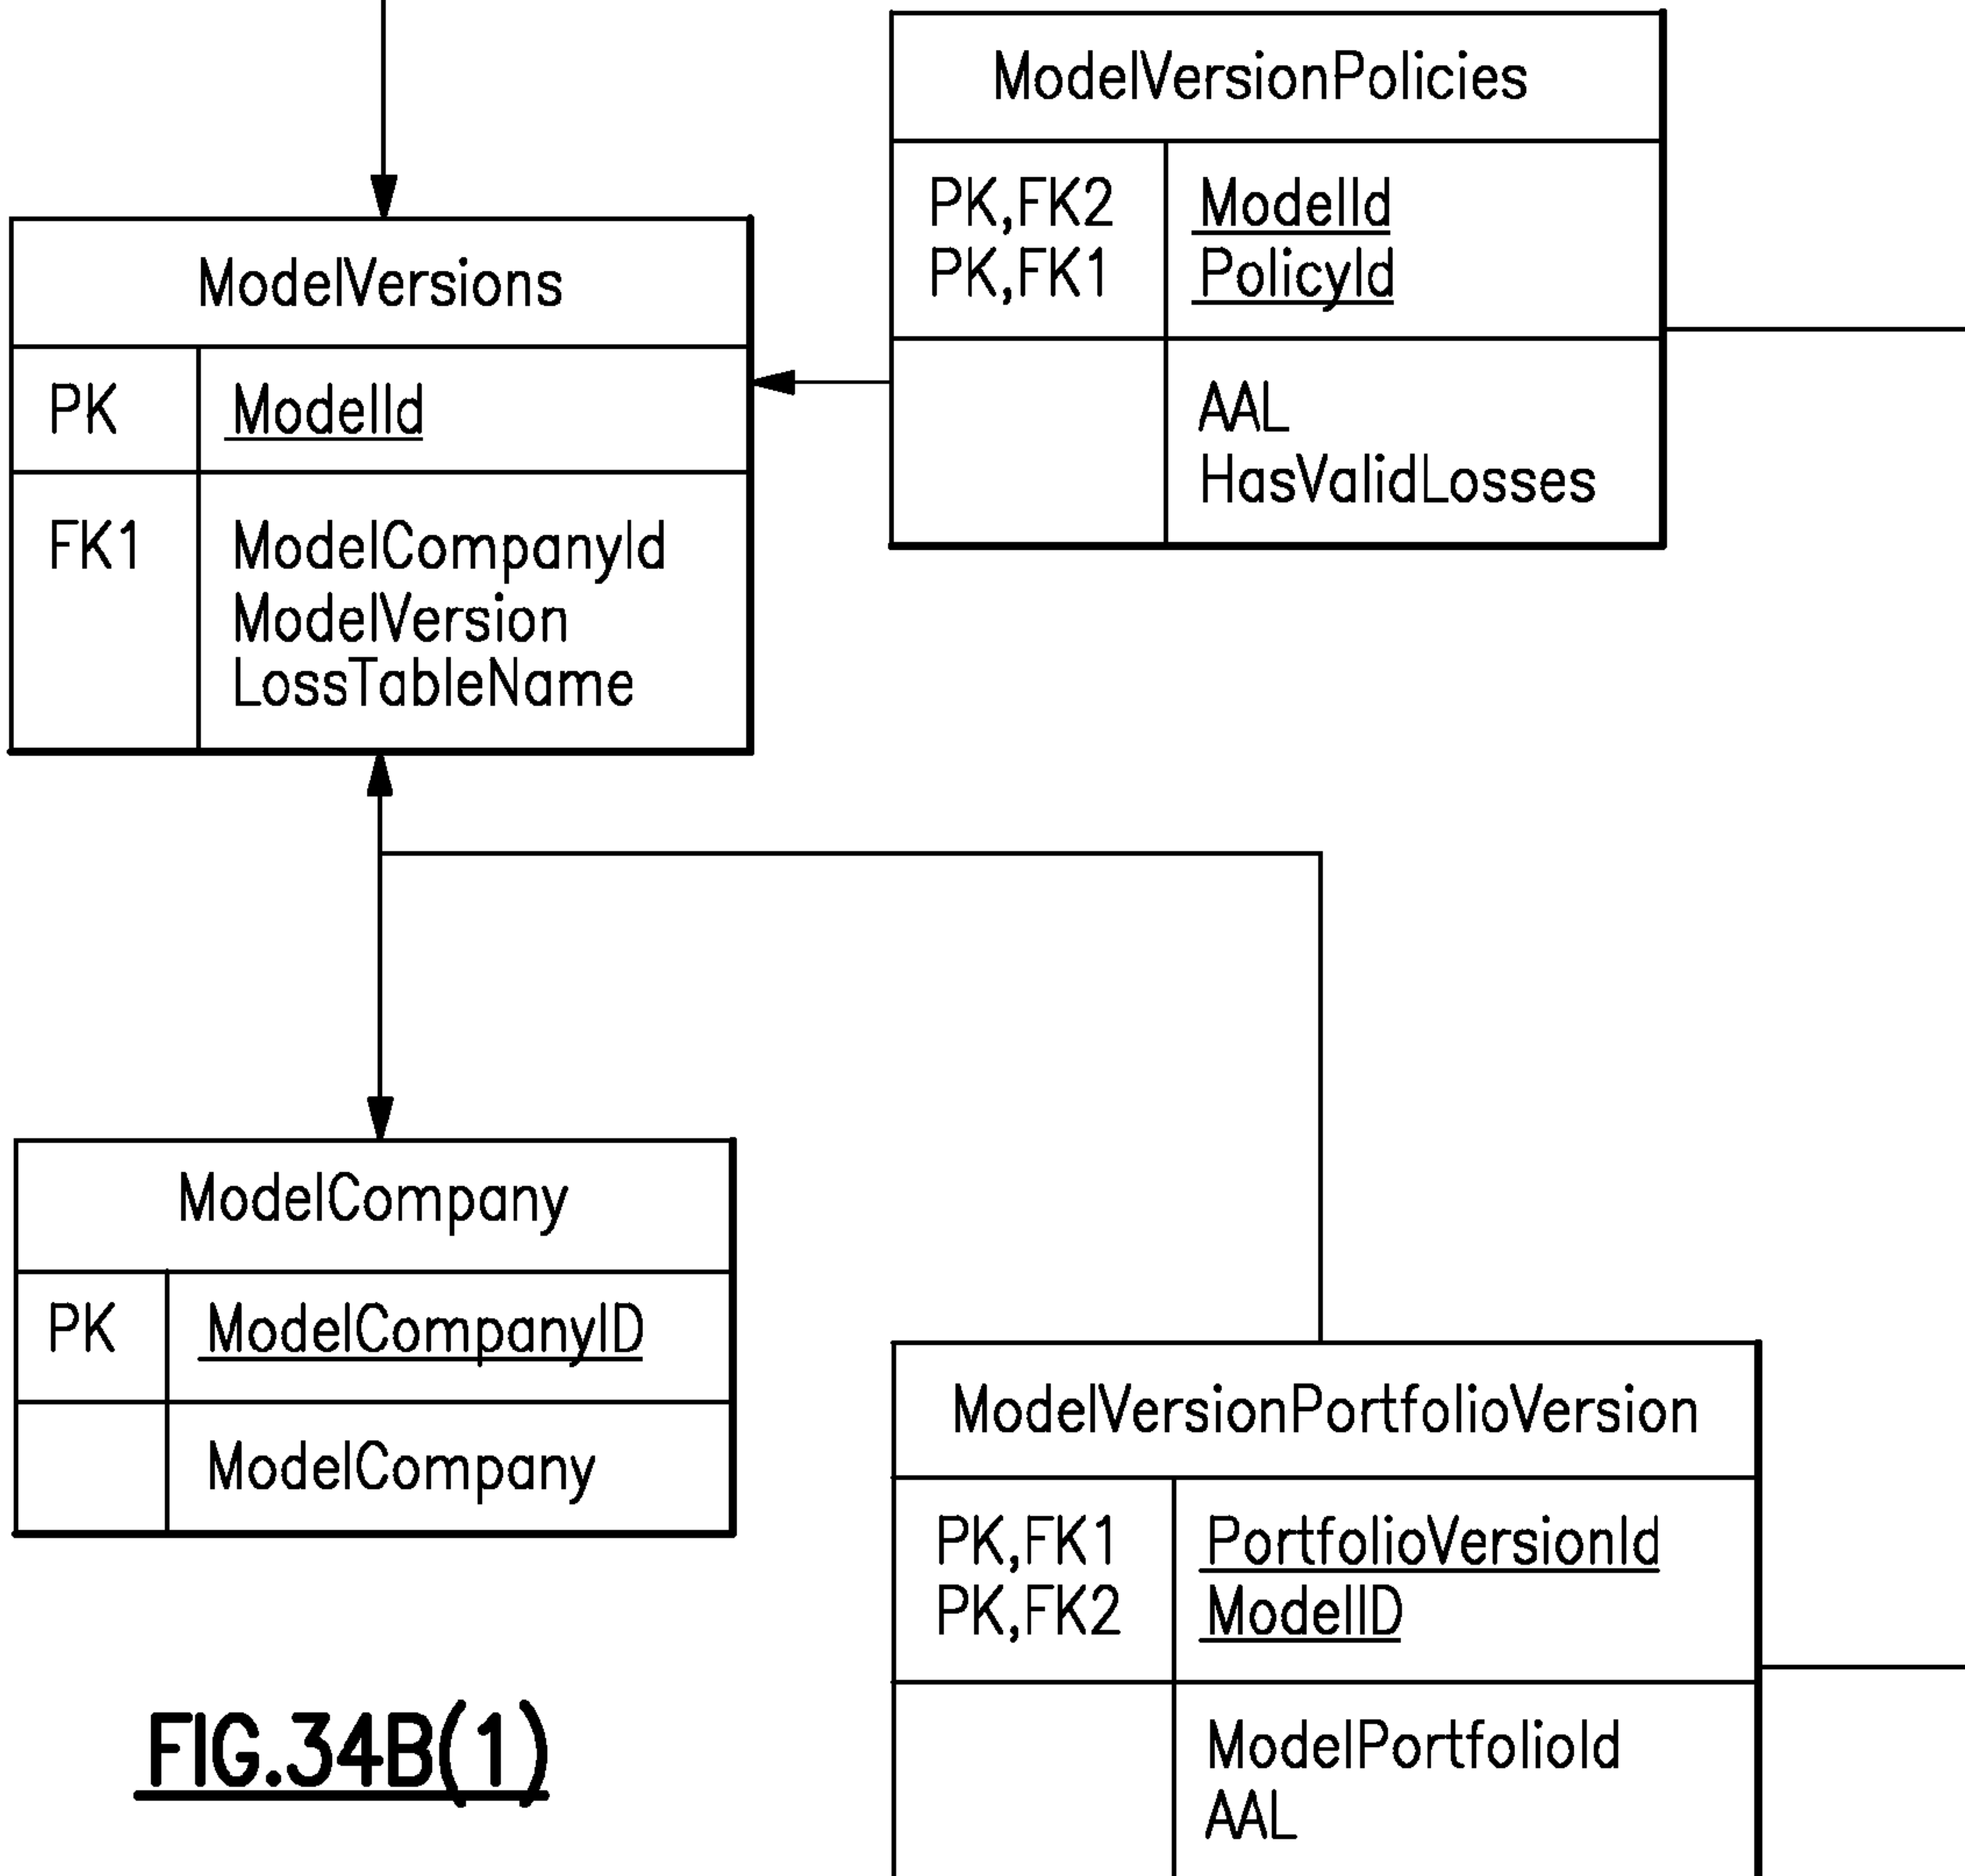 ModelVersionPolicies
PK,FK2 ModelId
PK,FK1 PolicyId
AAL
HasValidLosses
ModelVersions
PK ModelId
FK1 ModelCompanyId
ModelVersion
LossTableName
ModelCompany
PK ModelCompanyID
ModelCompany
ModelVersionPortfolioVersion
PK,FK1 PortfolioVersionId
PK,FK2 ModelID
ModelPortfolioId
AAL
FIG.34B(1)